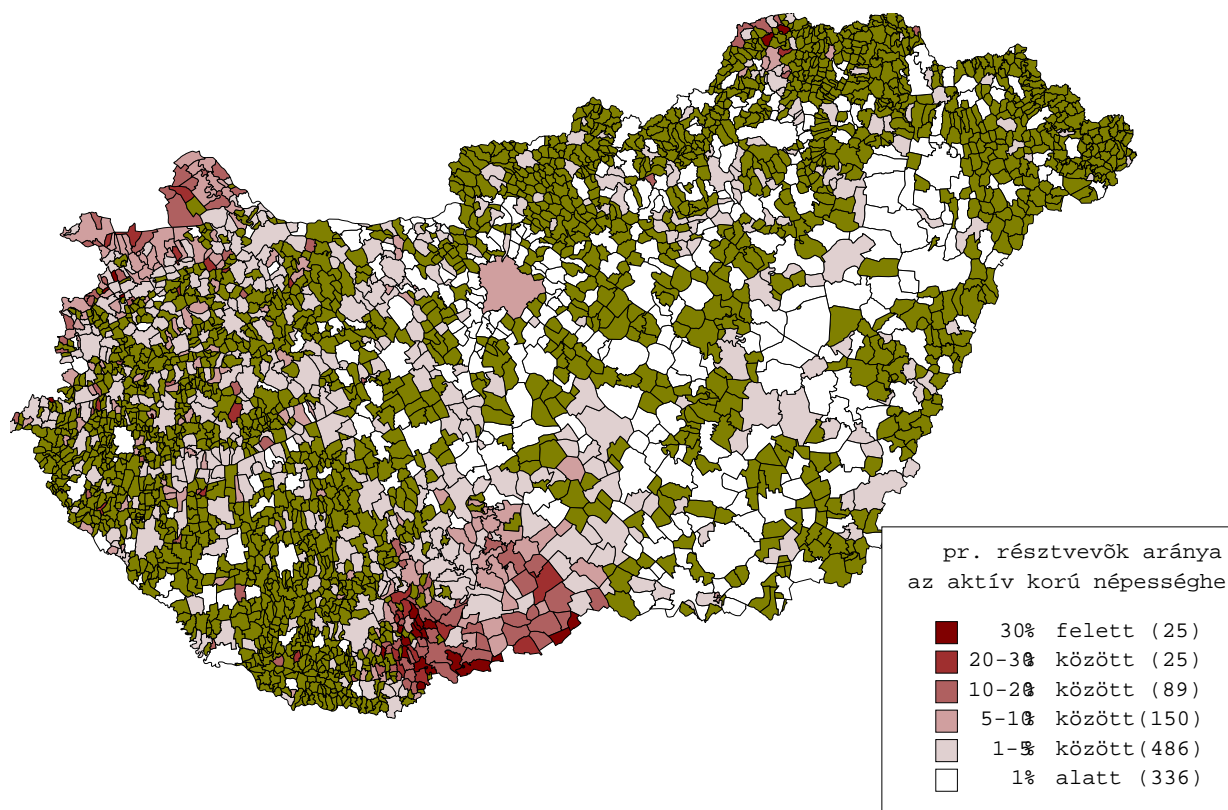 pr. résztvevõk aránya
az aktív korú népességhe
30% felett (25)
20-30% között (25)
10-20% között (89)
5-10% között(150)
1-5% között(486)
1% alatt (336)